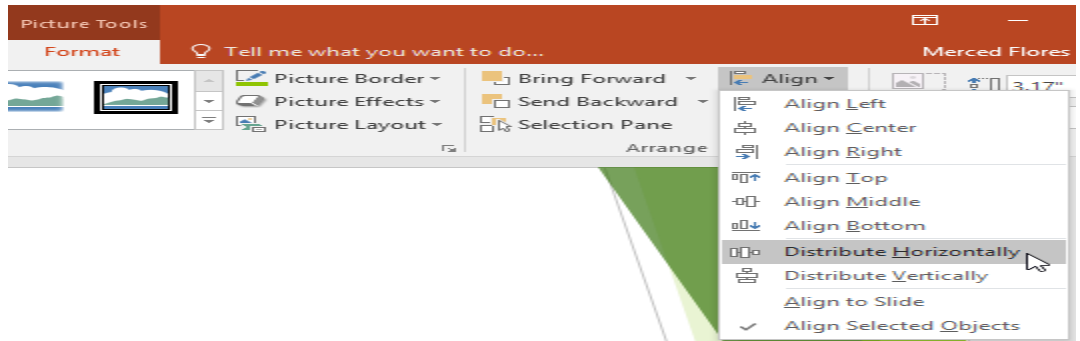 Picture Tools
Format
Tell me what you want to do...
Merced Flores
Picture Border
Bring Forward
Align
3.17"
Picture Effects
Send Backward
Picture Layout
Selection Pane
Arrange
Align Left
Align Center
Align Right
Align Top
Align Middle
Align Bottom
Distribute Horizontally
Distribute Vertically
Align to Slide
Align Selected Objects